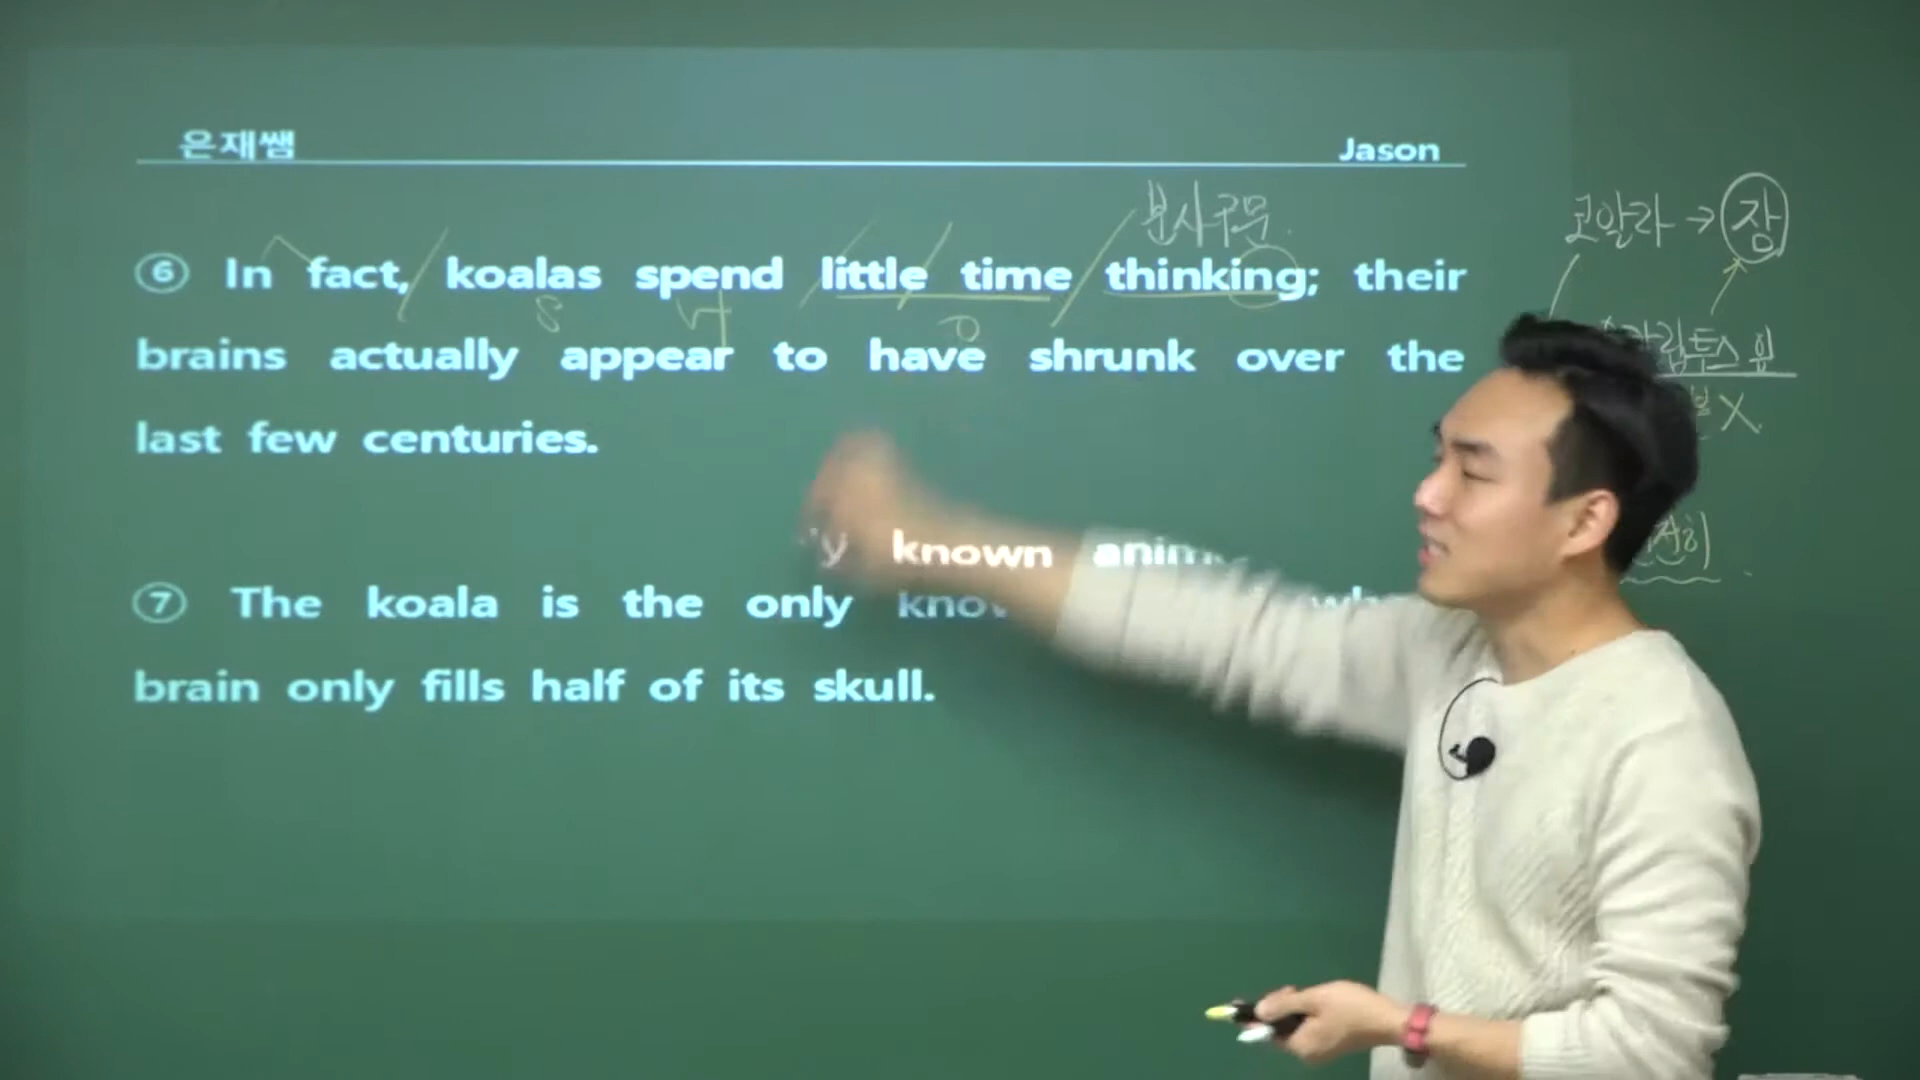 은재쌤 Jason
분사구문.
⑥ In fact, koalas spend little time thinking; their
S V O
brains actually appear to have shrunk over the
last few centuries.
known
⑦ The koala is the only
brain only fills half of its skull.
코알라 → 잠
X